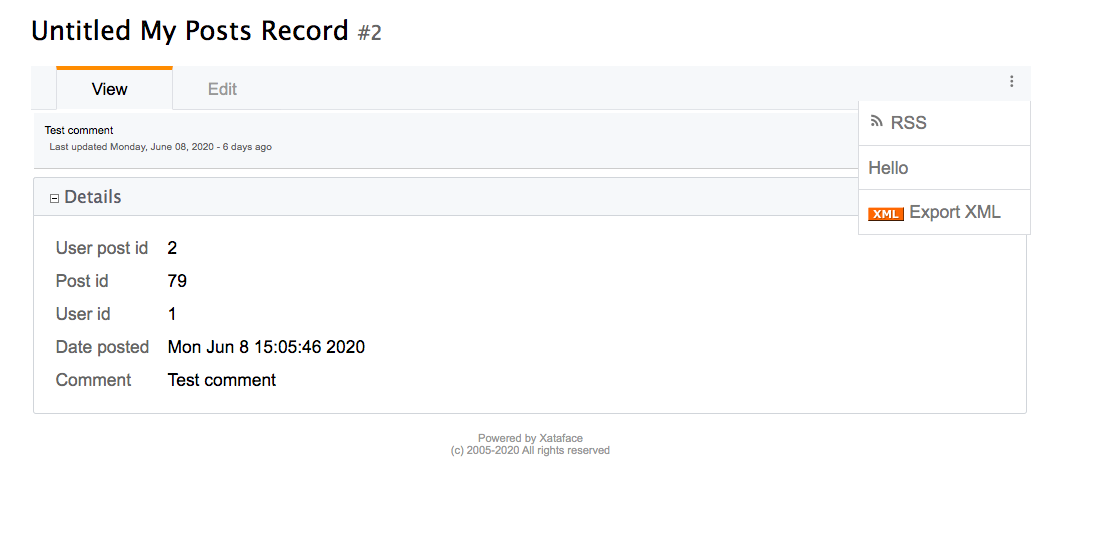 Untitled My Posts Record #2
View Edit
Test comment
Last updated Monday, June 08, 2020 - 6 days ago
RSS
Hello
XML Export XML
Details
User post id 2
Post id 79
User id 1
Date posted Mon Jun 8 15:05:46 2020
Comment Test comment
Powered by Xataface
(c) 2005-2020 All rights reserved